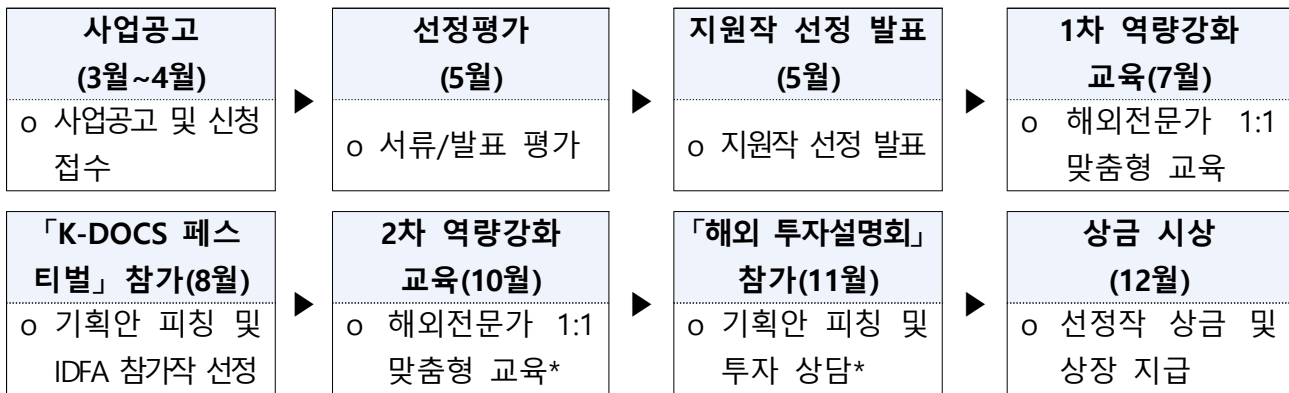 사업공고
(3월~4월)
o 사업공고 및 신청
접수
▶
선정평가
(5월)
o 서류/발표 평가
▶
지원작 선정 발표
(5월)
o 지원작 선정 발표
▶
1차 역량강화
교육(7월)
o 해외전문가 1:1
맞춤형 교육
「K-DOCS 페스
티벌」 참가(8월)
o 기획안 피칭 및
IDFA 참가작 선정
▶
2차 역량강화
교육(10월)
o 해외전문가 1:1
맞춤형 교육*
▶
「해외 투자설명회」
참가(11월)
o 기획안 피칭 및
투자 상담*
▶
상금 시상
(12월)
o 선정작 상금 및
상장 지급